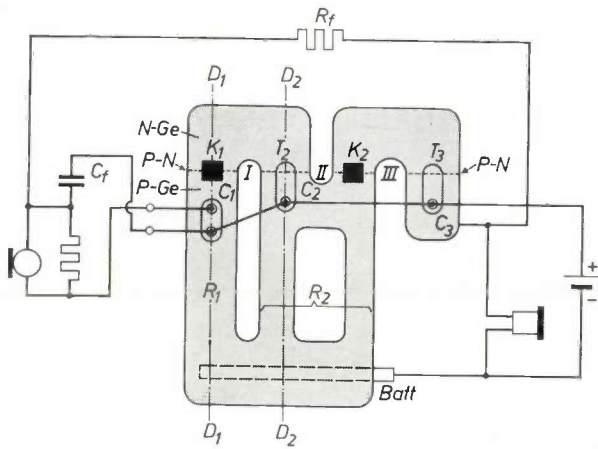 R_f
D_1 D_2
N-Ge
K_1 T_2 K_2 T_3
P-N I II III P-N
C_f P-Ge C_1 C_2 C_3
+
−
R_1 R_2
Batt
D_1 D_2